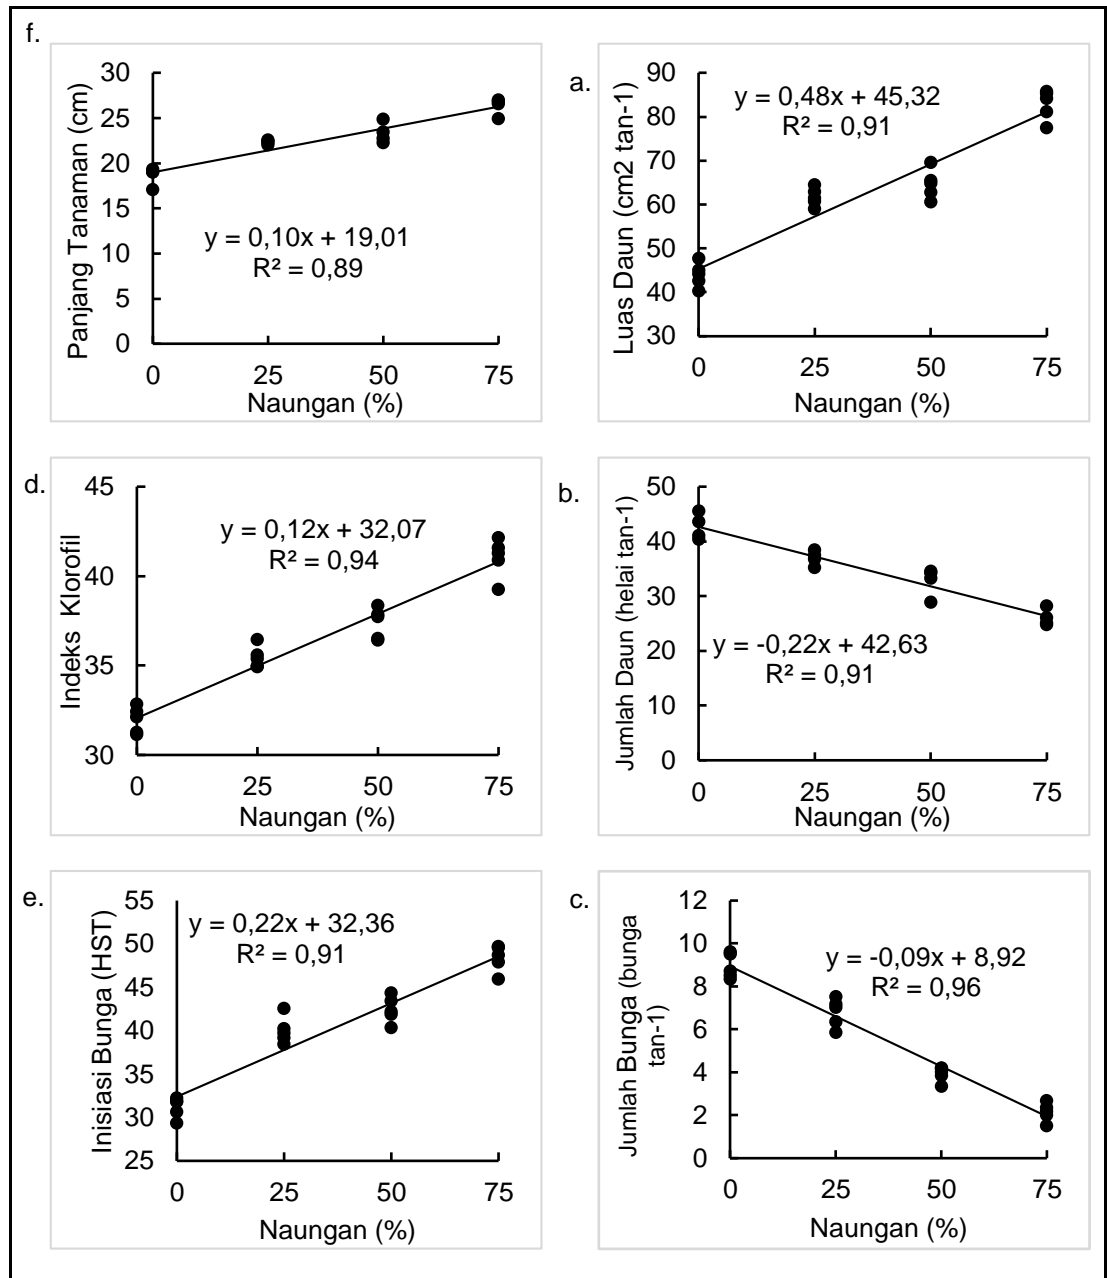 f.
Panjang Tanaman (cm)
30
25
20
15
10
5
0
y = 0,10x + 19,01
R² = 0,89
0 25 50 75
Naungan (%)
a.
Luas Daun (cm2 tan-1)
90
80
70
60
50
40
30
y = 0,48x + 45,32
R² = 0,91
0 25 50 75
Naungan (%)
d.
Indeks Klorofil
45
40
35
30
y = 0,12x + 32,07
R² = 0,94
0 25 50 75
Naungan (%)
b.
Jumlah Daun (helai tan-1)
50
40
30
20
10
0
y = -0,22x + 42,63
R² = 0,91
0 25 50 75
Naungan (%)
e.
Inisiasi Bunga (HST)
55
50
45
40
35
30
25
y = 0,22x + 32,36
R² = 0,91
0 25 50 75
Naungan (%)
c.
Jumlah Bunga (bunga
tan-1)
12
10
8
6
4
2
0
y = -0,09x + 8,92
R² = 0,96
0 25 50 75
Naungan (%)